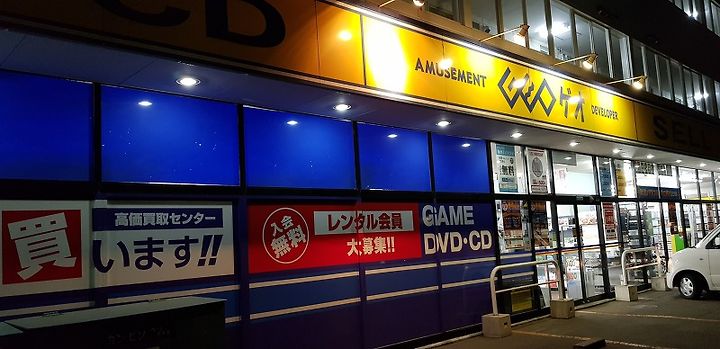 CD
AMUSEMENT
GEO ゲオ
DEVELOPER
SELL
買
高価買取センター
います!!
入会
無料
レンタル会員
大募集!!
GAME
DVD・CD